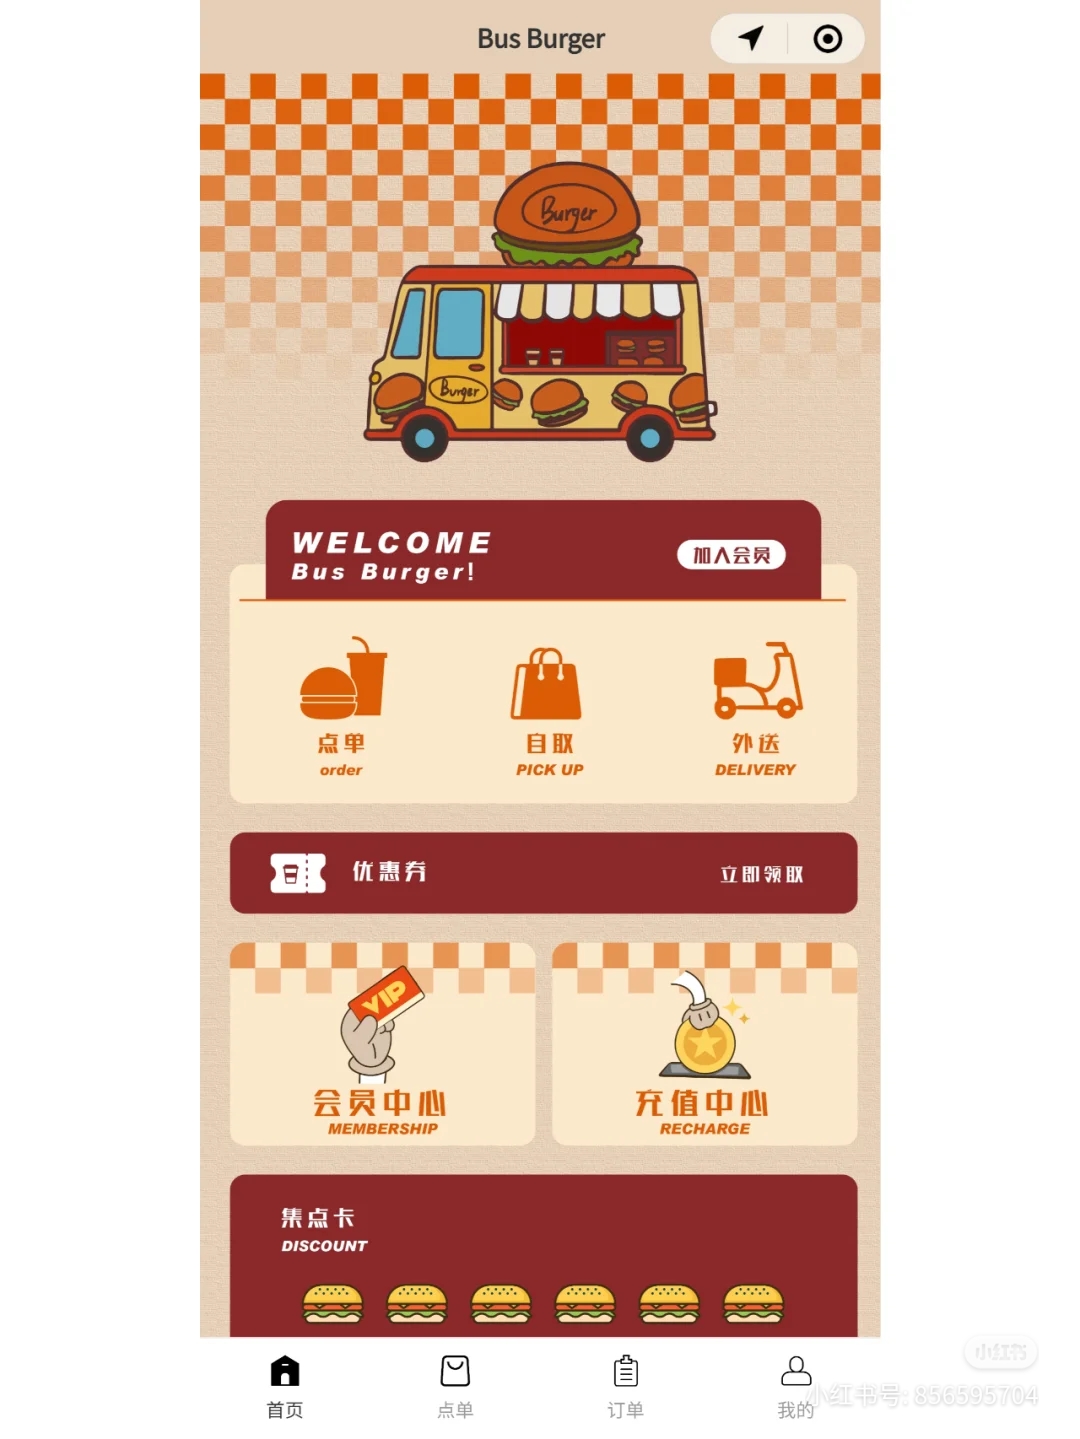 Bus Burger
Burger
Burger
WELCOME
Bus Burger!
加入会员
点单
order
自取
PICK UP
外送
DELIVERY
优惠券
立即领取
VIP
会员中心
MEMBERSHIP
充值中心
RECHARGE
集点卡
DISCOUNT
首页
点单
订单
我的
小红书
小红书号: 856595704